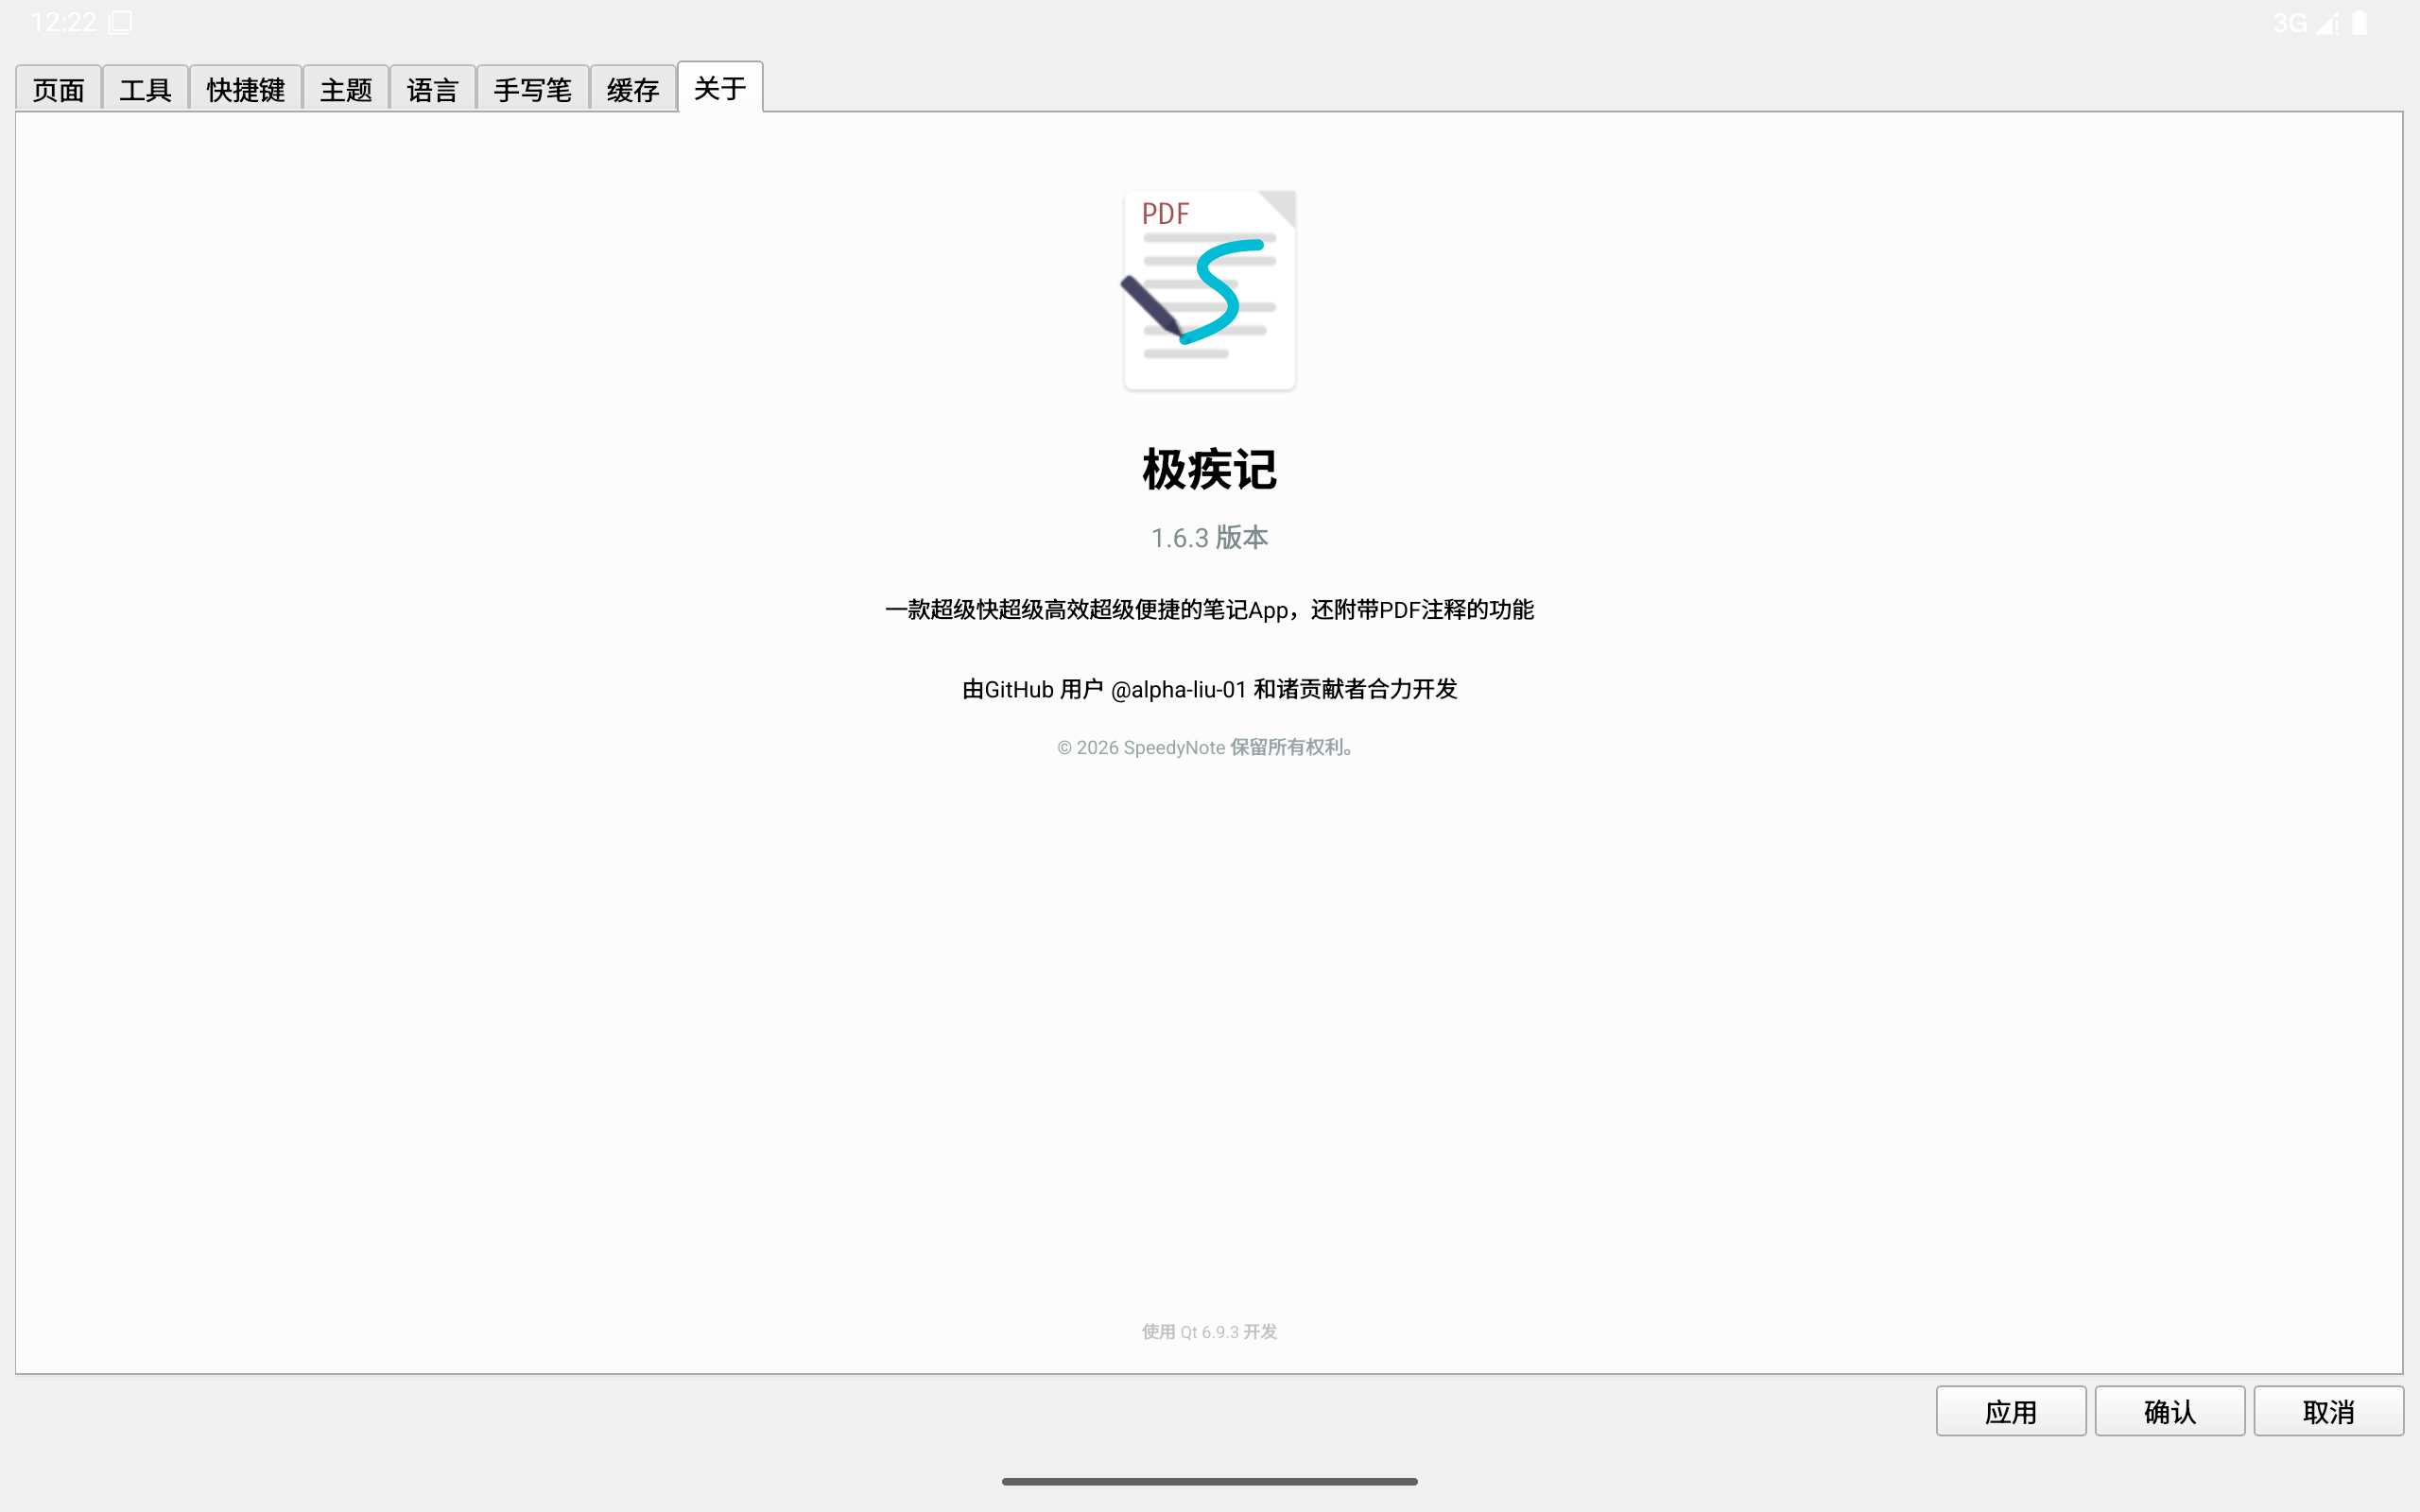 12:22 3G
页面 工具 快捷键 主题 语言 手写笔 缓存 关于
PDF
极疾记
1.6.3 版本
一款超级快超级高效超级便捷的笔记App，还附带PDF注释的功能
由GitHub 用户 @alpha-liu-01 和诸贡献者合力开发
© 2026 SpeedyNote 保留所有权利。
使用 Qt 6.9.3 开发
应用 确认 取消